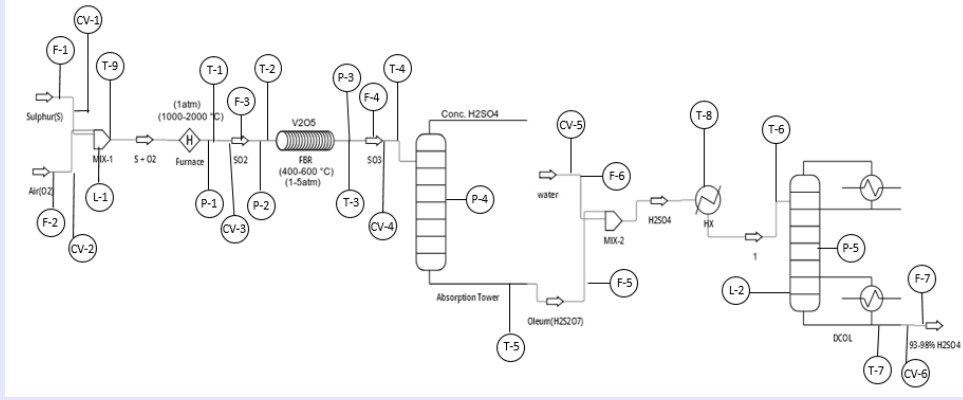 CV-1
F-1
T-9
Sulphur(S)
Air(O2)
F-2
CV-2
L-1
MIX-1
S + O2
(1atm)
(1000-2000 °C)
H
Furnace
T-1
F-3
T-2
SO2
P-1
CV-3
P-2
V2O5
FBR
(400-600 °C)
(1-5atm)
P-3
F-4
T-4
SO3
T-3
CV-4
Conc. H2SO4
P-4
Absorption Tower
T-5
Oleum(H2S2O7)
CV-5
F-6
water
MIX-2
F-5
H2SO4
T-8
HX
1
T-6
P-5
L-2
DCOL
F-7
93-98% H2SO4
T-7
CV-6